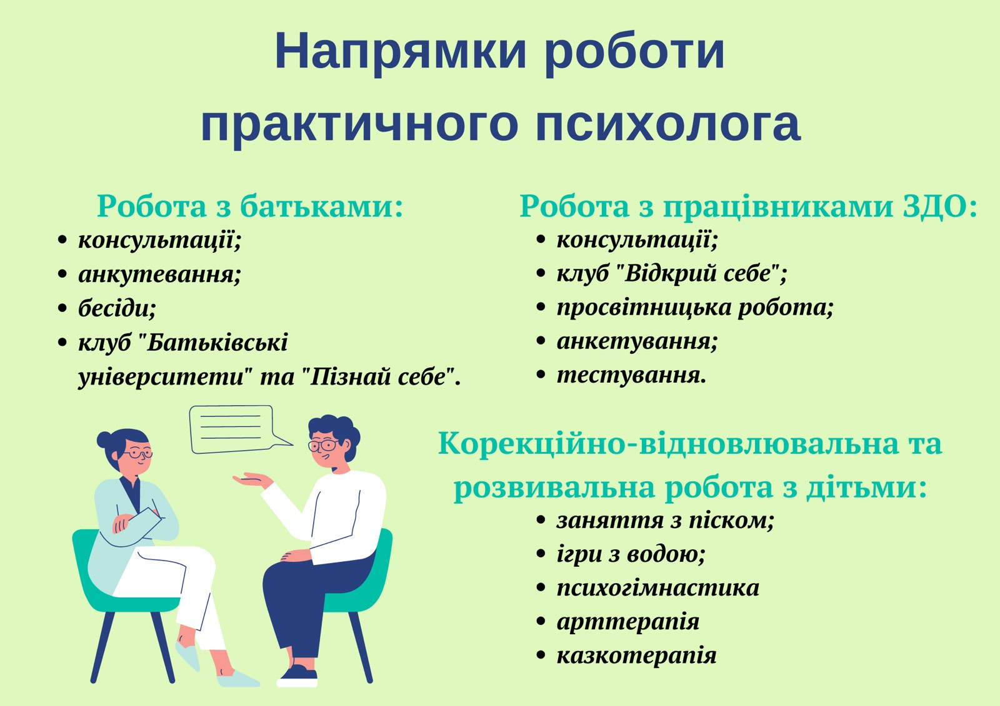 Напрямки роботи
практичного психолога
Робота з батьками:
• консультації;
• анкутевання;
• бесіди;
• клуб "Батьківські
університети" та "Пізнай себе".
Робота з працівниками ЗДО:
• консультації;
• клуб "Відкрий себе";
• просвітницька робота;
• анкетування;
• тестування.
Корекційно-відновлювальна та
розвивальна робота з дітьми:
• заняття з піском;
• ігри з водою;
• психогімнастика
• арттерапія
• казкотерапія